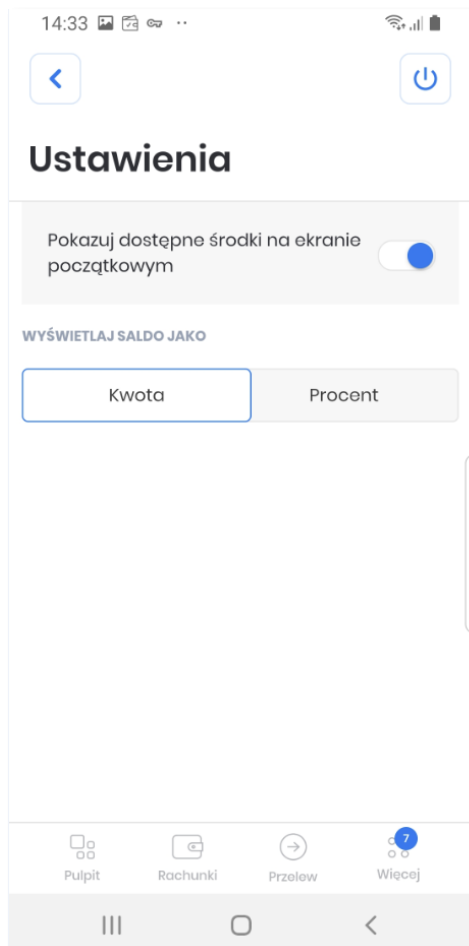 14:33
Ustawienia
Pokazuj dostępne środki na ekranie
początkowym
WYŚWIETLAJ SALDO JAKO
Kwota Procent
7
Pulpit Rachunki Przelew Więcej